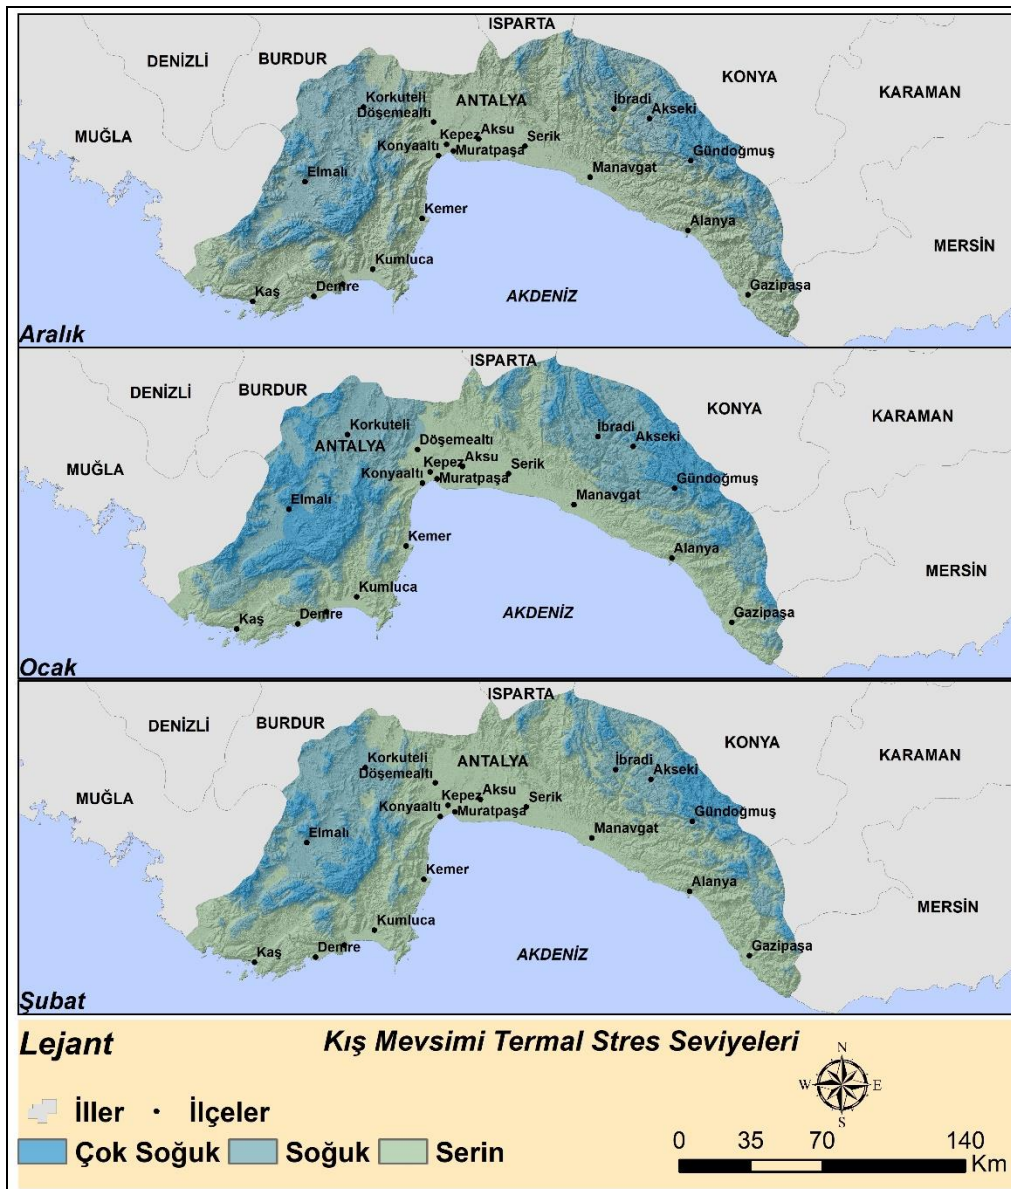 ISPARTA
DENİZLİ
BURDUR
KONYA
KARAMAN
Korkuteli
ANTALYA
İbradi
Döşemealtı
Akseki
MUĞLA
Kepez
Aksu
Serik
Konyaaltı
Muratpaşa
Gündoğmuş
Elmalı
Manavgat
Kemer
Alanya
MERSİN
Kumluca
Kaş
Demre
AKDENİZ
Gazipaşa
Aralık
ISPARTA
DENİZLİ
BURDUR
KONYA
KARAMAN
Korkuteli
ANTALYA
Döşemealtı
İbradi
Akseki
MUĞLA
Kepez
Aksu
Serik
Konyaaltı
Muratpaşa
Gündoğmuş
Elmalı
Manavgat
Kemer
Alanya
MERSİN
Kumluca
Kaş
Demre
AKDENİZ
Gazipaşa
Ocak
ISPARTA
DENİZLİ
BURDUR
KONYA
KARAMAN
Korkuteli
ANTALYA
İbradi
Döşemealtı
Akseki
MUĞLA
Kepez
Aksu
Serik
Konyaaltı
Muratpaşa
Gündoğmuş
Elmalı
Manavgat
Kemer
Alanya
MERSİN
Kumluca
Kaş
Demre
AKDENİZ
Gazipaşa
Şubat
Lejant
Kış Mevsimi Termal Stres Seviyeleri
N
W E
S
İller İlçeler
Çok Soğuk Soğuk Serin
0 35 70 140
Km